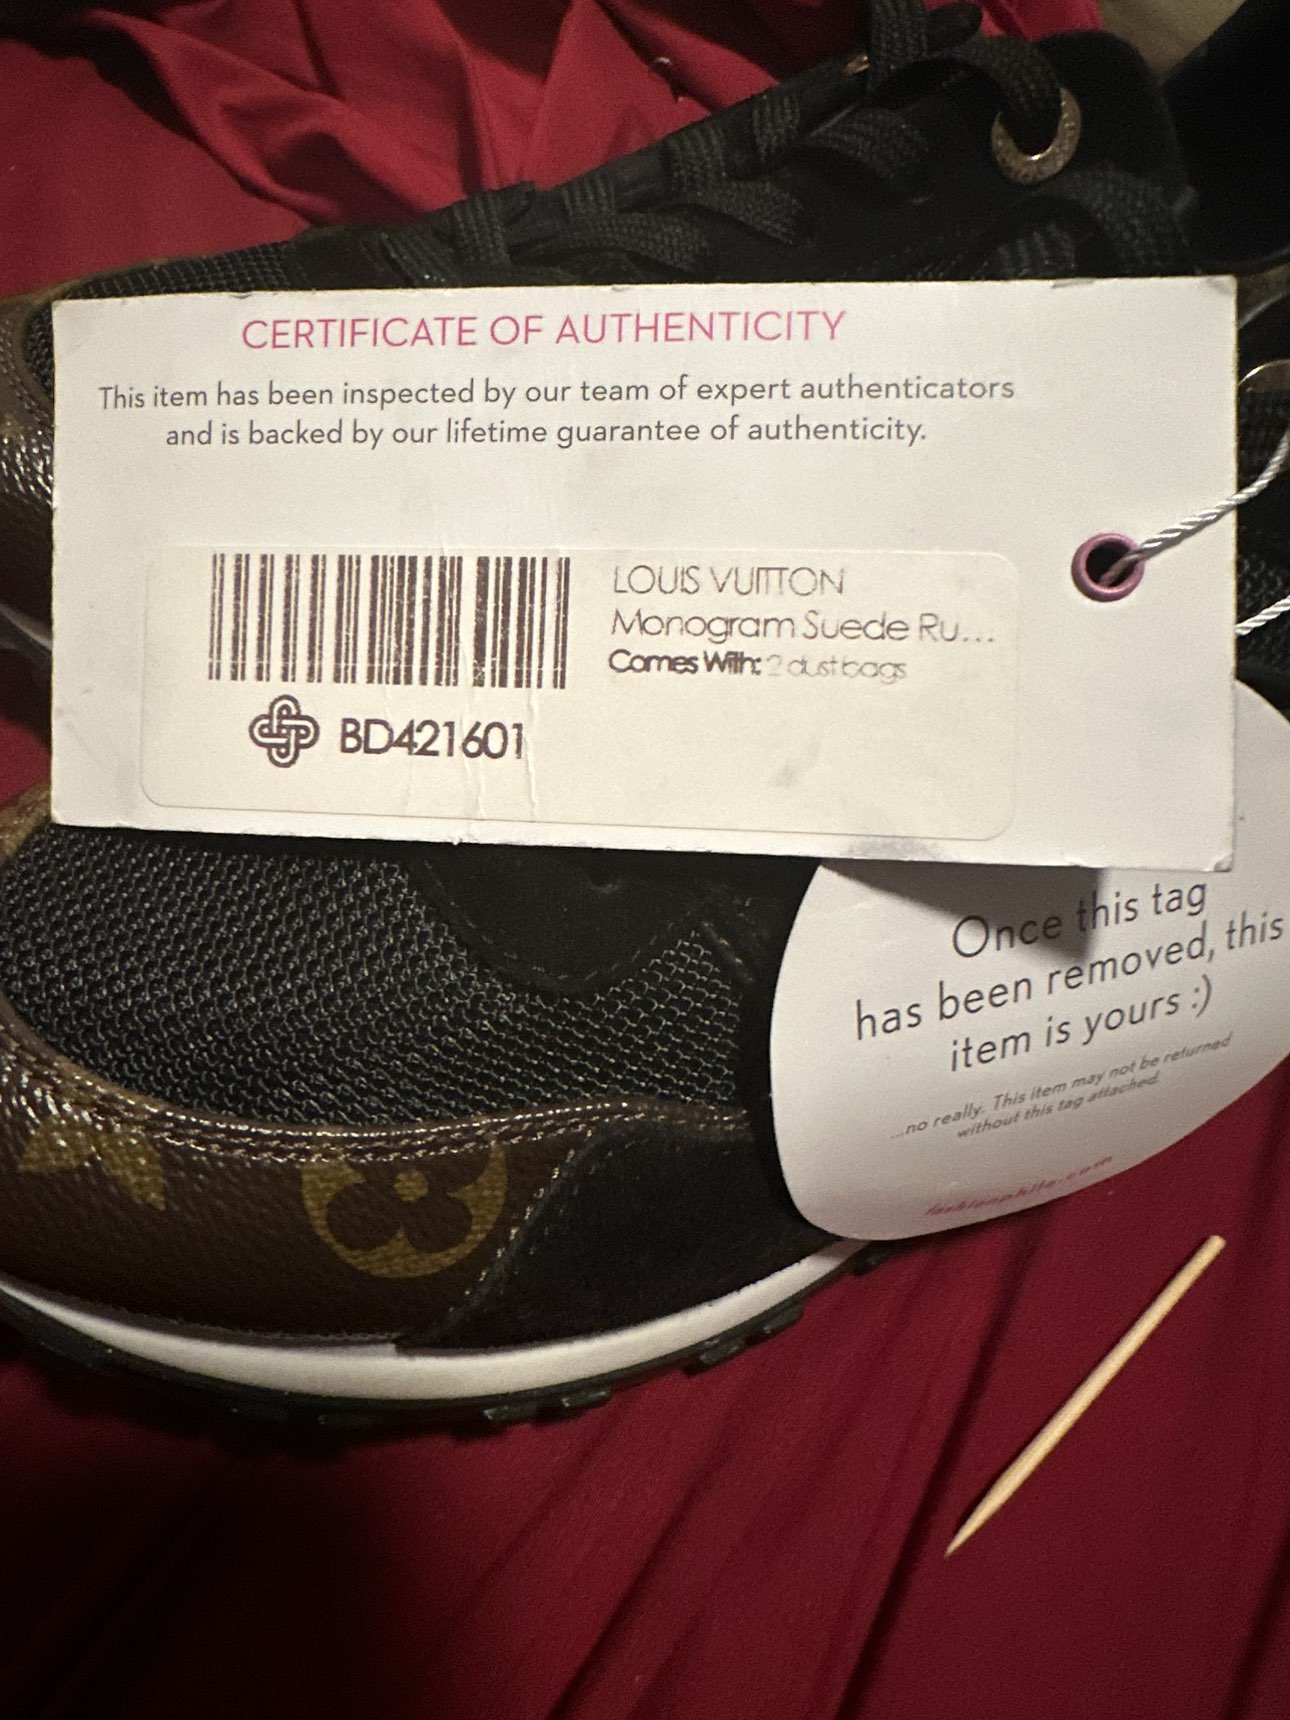 CERTIFICATE OF AUTHENTICITY
This item has been inspected by our team of expert authenticators
and is backed by our lifetime guarantee of authenticity.
LOUIS VUITTON
Monogram Suede Ru...
Comes With: 2 dust bags
BD421601
Once this tag
has been removed, this
item is yours :)
...no really. This item may not be returned
without this tag attached.
fashionphile.com